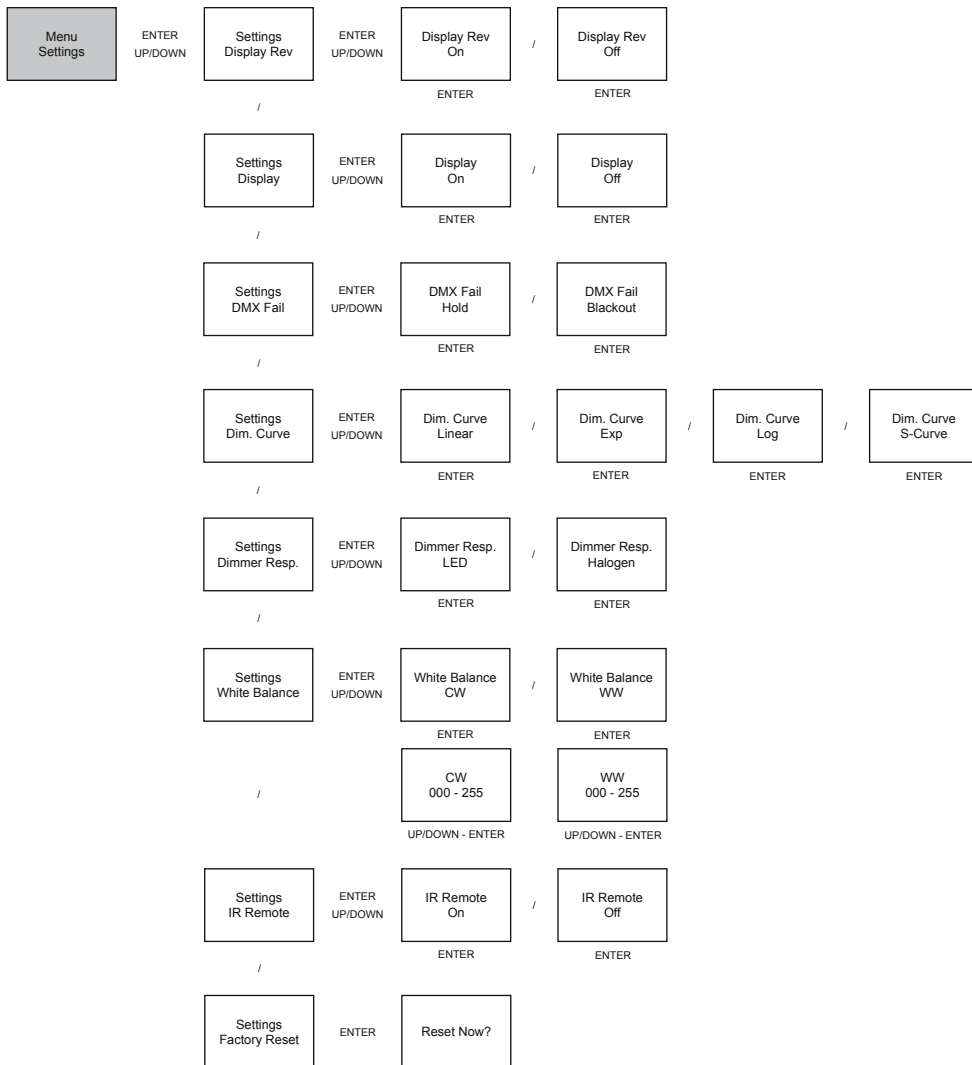 Menu
Settings
ENTER
UP/DOWN
Settings
Display Rev
ENTER
UP/DOWN
Display Rev
On
/
Display Rev
Off
ENTER
ENTER
/
Settings
Display
ENTER
UP/DOWN
Display
On
/
Display
Off
ENTER
ENTER
/
Settings
DMX Fail
ENTER
UP/DOWN
DMX Fail
Hold
/
DMX Fail
Blackout
ENTER
ENTER
/
Settings
Dim. Curve
ENTER
UP/DOWN
Dim. Curve
Linear
/
Dim. Curve
Exp
/
Dim. Curve
Log
/
Dim. Curve
S-Curve
ENTER
ENTER
ENTER
ENTER
/
Settings
Dimmer Resp.
ENTER
UP/DOWN
Dimmer Resp.
LED
/
Dimmer Resp.
Halogen
ENTER
ENTER
/
Settings
White Balance
ENTER
UP/DOWN
White Balance
CW
/
White Balance
WW
ENTER
ENTER
/
CW
000 - 255
WW
000 - 255
UP/DOWN - ENTER
UP/DOWN - ENTER
Settings
IR Remote
ENTER
UP/DOWN
IR Remote
On
/
IR Remote
Off
ENTER
ENTER
/
Settings
Factory Reset
ENTER
Reset Now?